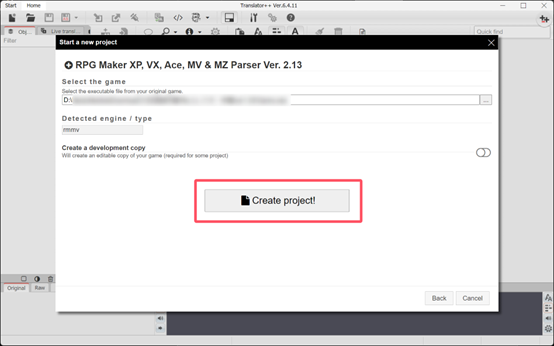 Start Home Translator++ Ver.6.4.11
Obj... Live transl... Quick find
Filter
Start a new project
RPG Maker XP, VX, Ace, MV & MZ Parser Ver. 2.13
Select the game
Select the executable file from your original game.
D:\
...
Detected engine / type
rmmv
Create a development copy
Will create an editable copy of your game (required for some project)
Create project!
Original Raw
Back Cancel